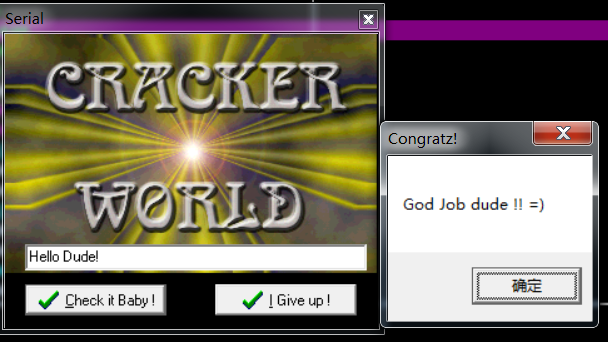 Serial
CRACKER
WORLD
Hello Dude!
Check it Baby !
I Give up !
Congratz!
God Job dude !! =)
确定